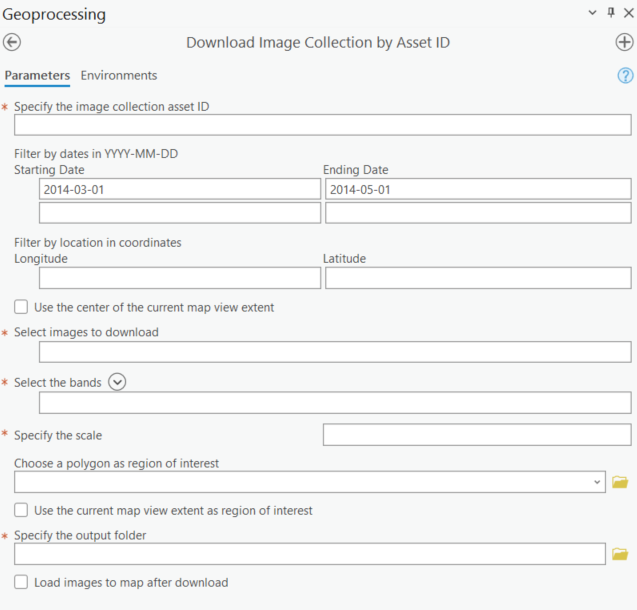 Geoprocessing
Download Image Collection by Asset ID
Parameters Environments
?
* Specify the image collection asset ID
Filter by dates in YYYY-MM-DD
Starting Date Ending Date
2014-03-01 2014-05-01
Filter by location in coordinates
Longitude Latitude
Use the center of the current map view extent
* Select images to download
* Select the bands
* Specify the scale
Choose a polygon as region of interest
Use the current map view extent as region of interest
* Specify the output folder
Load images to map after download